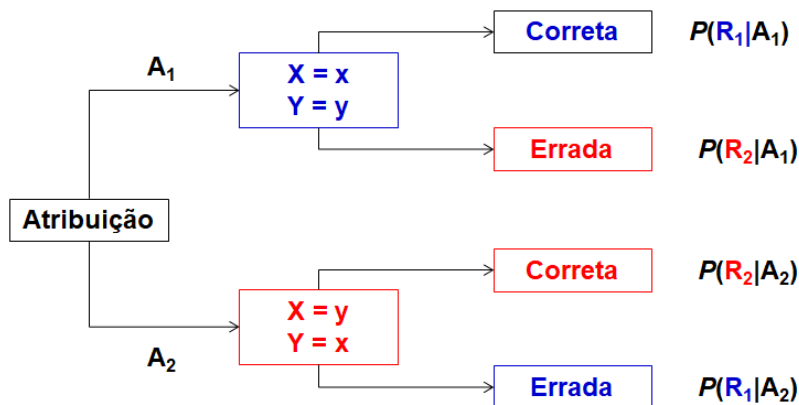 Correta P(R₁|A₁)
A₁
X = x
Y = y
Errada P(R₂|A₁)
Atribuição
Correta P(R₂|A₂)
X = y
Y = x
A₂
Errada P(R₁|A₂)